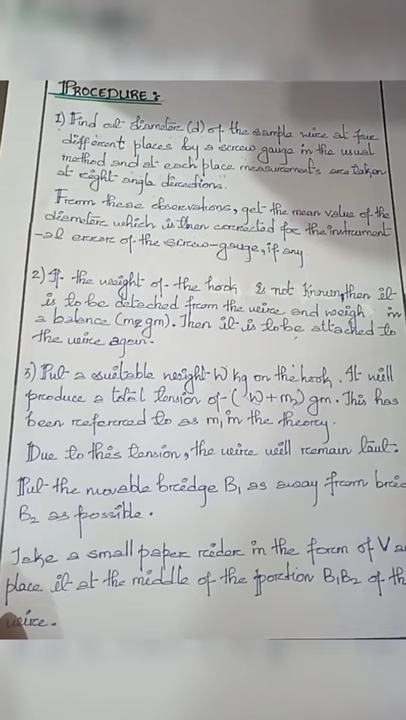 PROCEDURE:
1) Find out diameter (d) of the sample wire at four
different places by a screw gauge in the usual
method and at each place measurements are taken
at right angle directions.
From these observations, get the mean value of the
diameter which is then corrected for the instrument
-al error of the screw-gauge, if any.
2) If the weight of the hook is not known, then it
is to be detached from the wire and weigh in
a balance (m₂ gm). Then it is to be attached to
the wire again.
3) Put a suitable weight W kg on the hook. It will
produce a total tension of (W+m₂) gm. This has
been referred to as m, in the theory.
Due to this tension, the wire will remain taut.
Put the movable bridge B₁ as away from
B₂ as possible.
Take a small paper rider in the form of V
place it at the middle of the portion B₁B₂ of
wire.